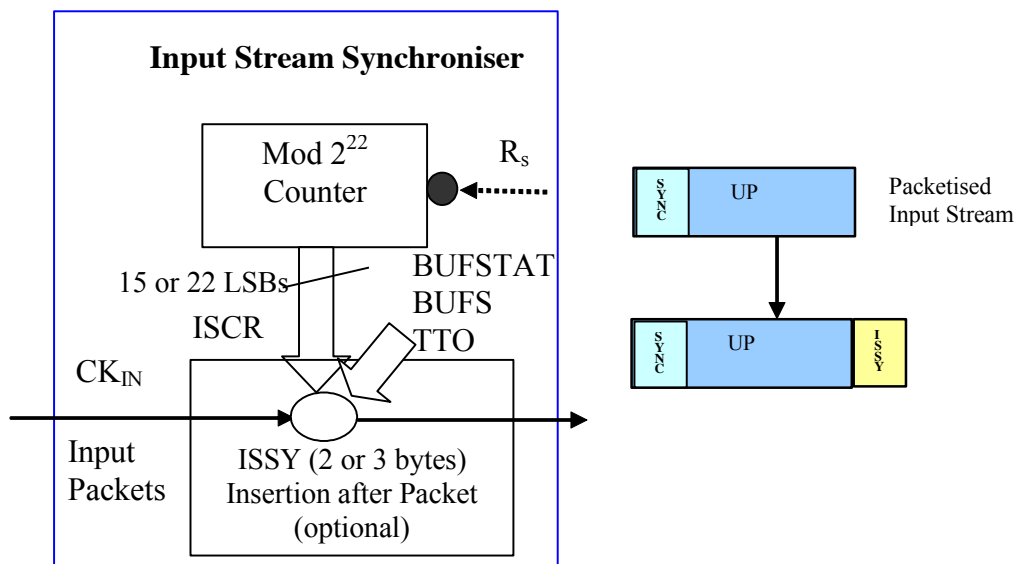 Input Stream Synchroniser
Mod 2²²
Counter
Rₛ
15 or 22 LSBs
ISCR
BUFSTAT
BUFS
TTO
CK_IN
Input
Packets
ISSY (2 or 3 bytes)
Insertion after Packet
(optional)
SYNC
UP
Packetised
Input Stream
SYNC
UP
ISSY